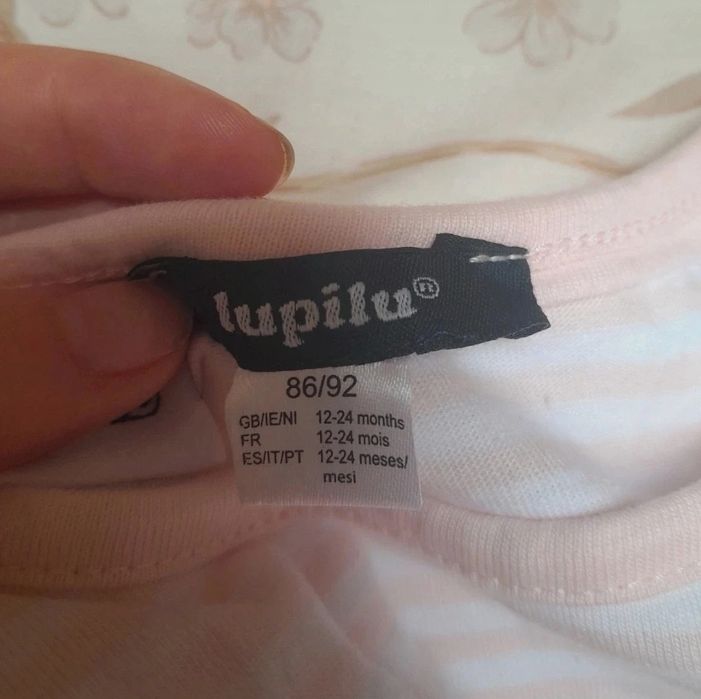 lupilu®
86/92
GB/IE/NI 12-24 months
FR 12-24 mois
ES/IT/PT 12-24 meses/
mesi